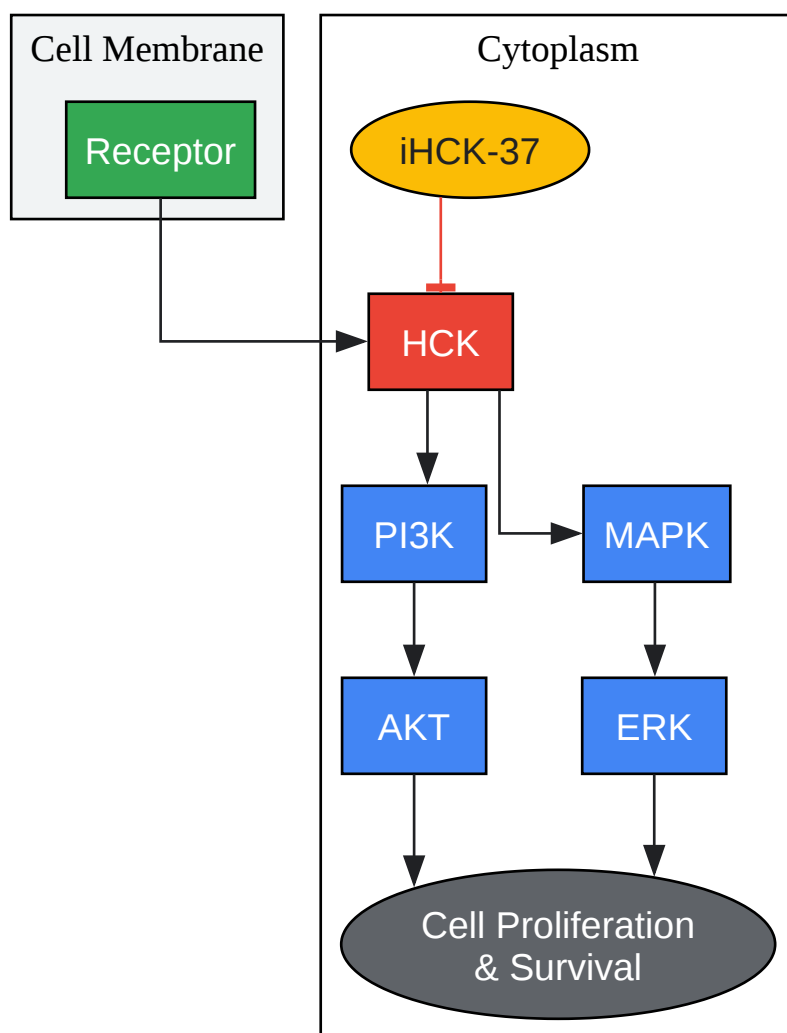 Cell Membrane
Cytoplasm
Receptor
iHCK-37
HCK
PI3K
MAPK
AKT
ERK
Cell Proliferation
& Survival